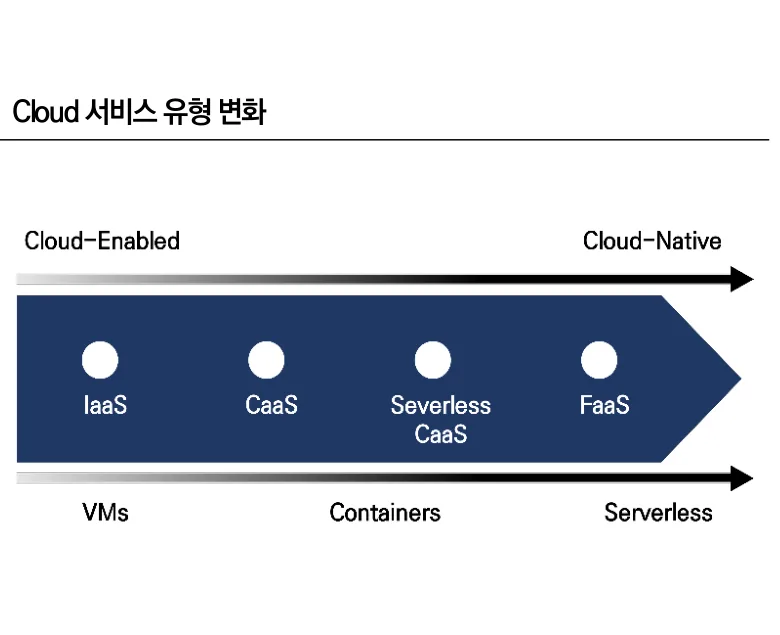 Cloud 서비스 유형 변화
Cloud-Enabled
Cloud-Native
IaaS
CaaS
Severless
CaaS
FaaS
VMs
Containers
Serverless